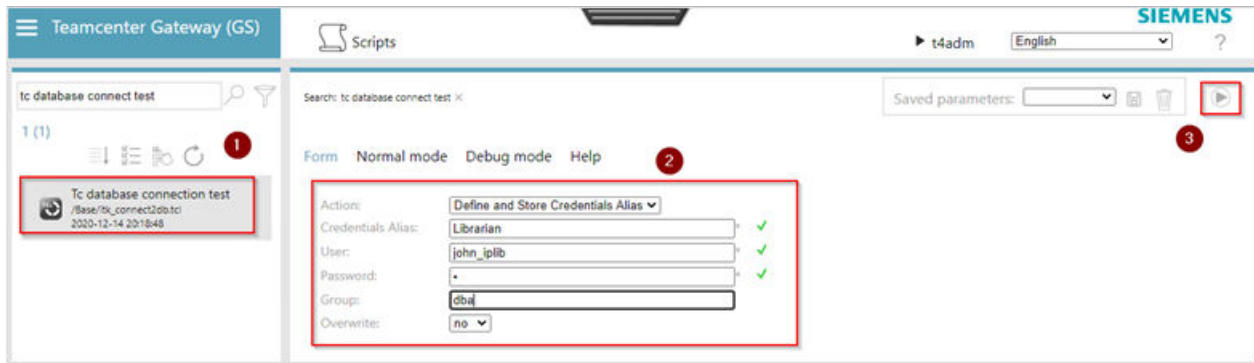 Teamcenter Gateway (GS)
Scripts
SIEMENS
t4adm
English
?
tc database connect test
Search: tc database connect test ×
Saved parameters:
1 (1)
1
3
Form Normal mode Debug mode Help
2
Tc database connection test
/Base/itk_connect2db.tcl
2020-12-14 20:18:48
Action: Define and Store Credentials Alias
Credentials Alias: Librarian *
User: john_iplib *
Password: • *
Group: dba
Overwrite: no